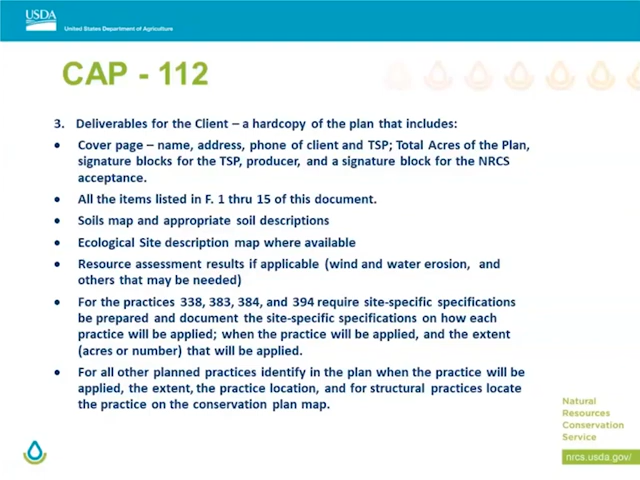 USDA
United States Department of Agriculture
CAP - 112
3. Deliverables for the Client – a hardcopy of the plan that includes:
• Cover page – name, address, phone of client and TSP; Total Acres of the Plan,
signature blocks for the TSP, producer, and a signature block for the NRCS
acceptance.
• All the items listed in F. 1 thru 15 of this document.
• Soils map and appropriate soil descriptions
• Ecological Site description map where available
• Resource assessment results if applicable (wind and water erosion, and
others that may be needed)
• For the practices 338, 383, 384, and 394 require site-specific specifications
be prepared and document the site-specific specifications on how each
practice will be applied; when the practice will be applied, and the extent
(acres or number) that will be applied.
• For all other planned practices identify in the plan when the practice will be
applied, the extent, the practice location, and for structural practices locate
the practice on the conservation plan map.
Natural
Resources
Conservation
Service
nrcs.usda.gov/